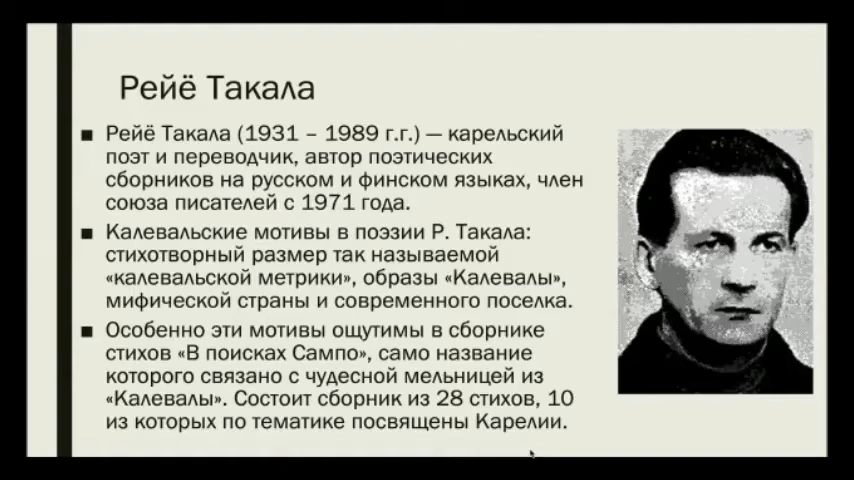 Рейё Такала
■ Рейё Такала (1931 – 1989 г.г.) — карельский
поэт и переводчик, автор поэтических
сборников на русском и финском языках, член
союза писателей с 1971 года.
■ Калевальские мотивы в поэзии Р. Такала:
стихотворный размер так называемой
«калевальской метрики», образы «Калевалы»,
мифической страны и современного поселка.
■ Особенно эти мотивы ощутимы в сборнике
стихов «В поисках Сампо», само название
которого связано с чудесной мельницей из
«Калевалы». Состоит сборник из 28 стихов, 10
из которых по тематике посвящены Карелии.